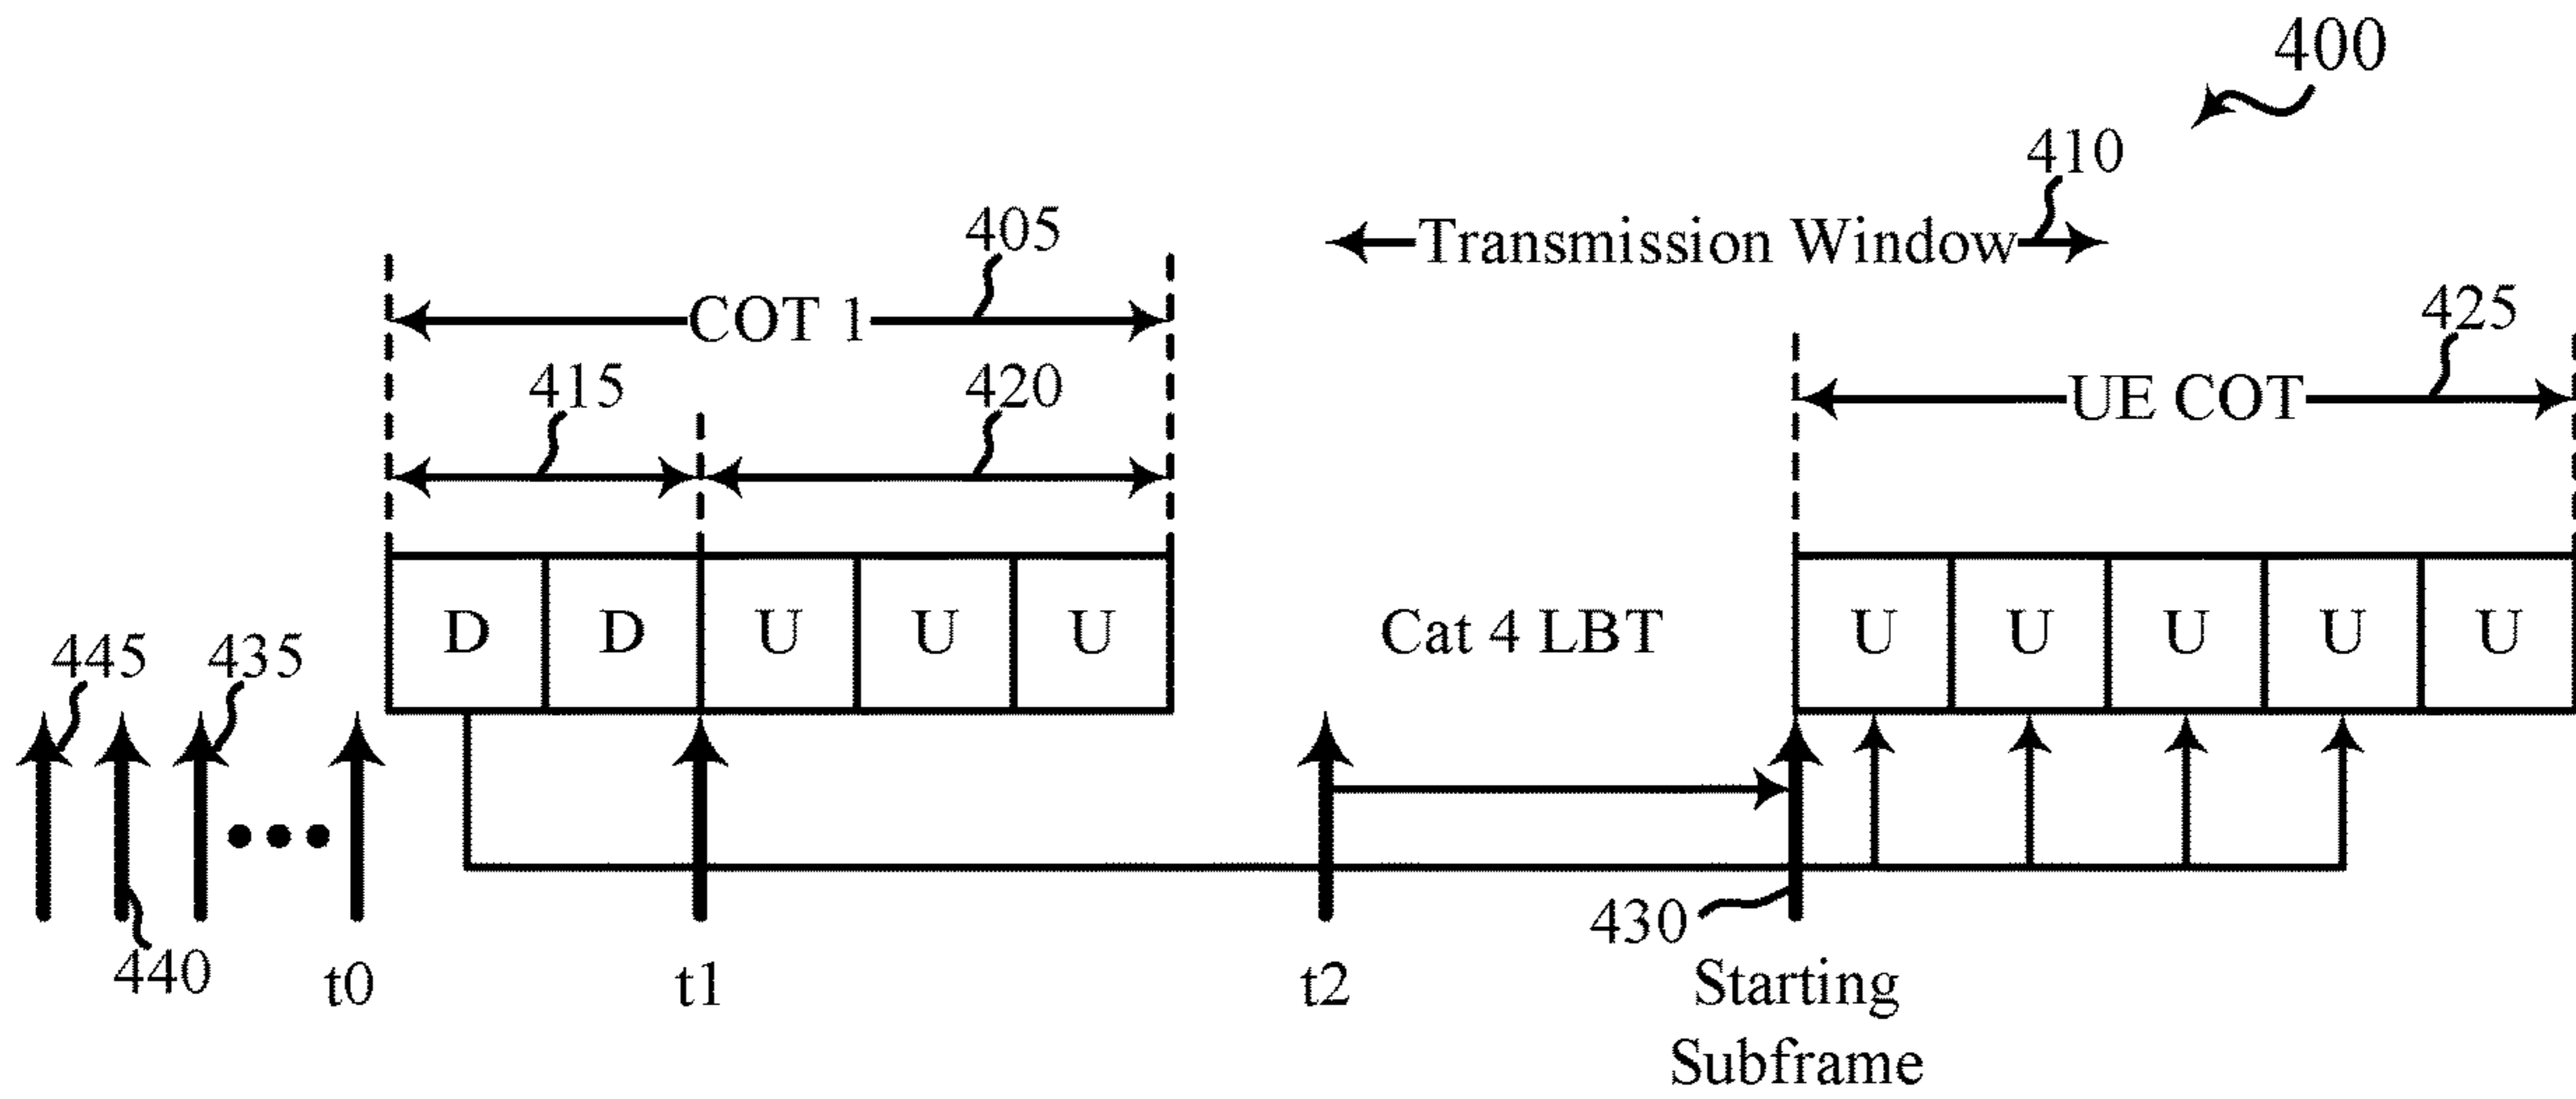 400
410
Transmission Window
405
COT 1
425
UE COT
415
420
D D U U U
Cat 4 LBT
U U U U U
445
435
440
430
t0
t1
t2
Starting
Subframe